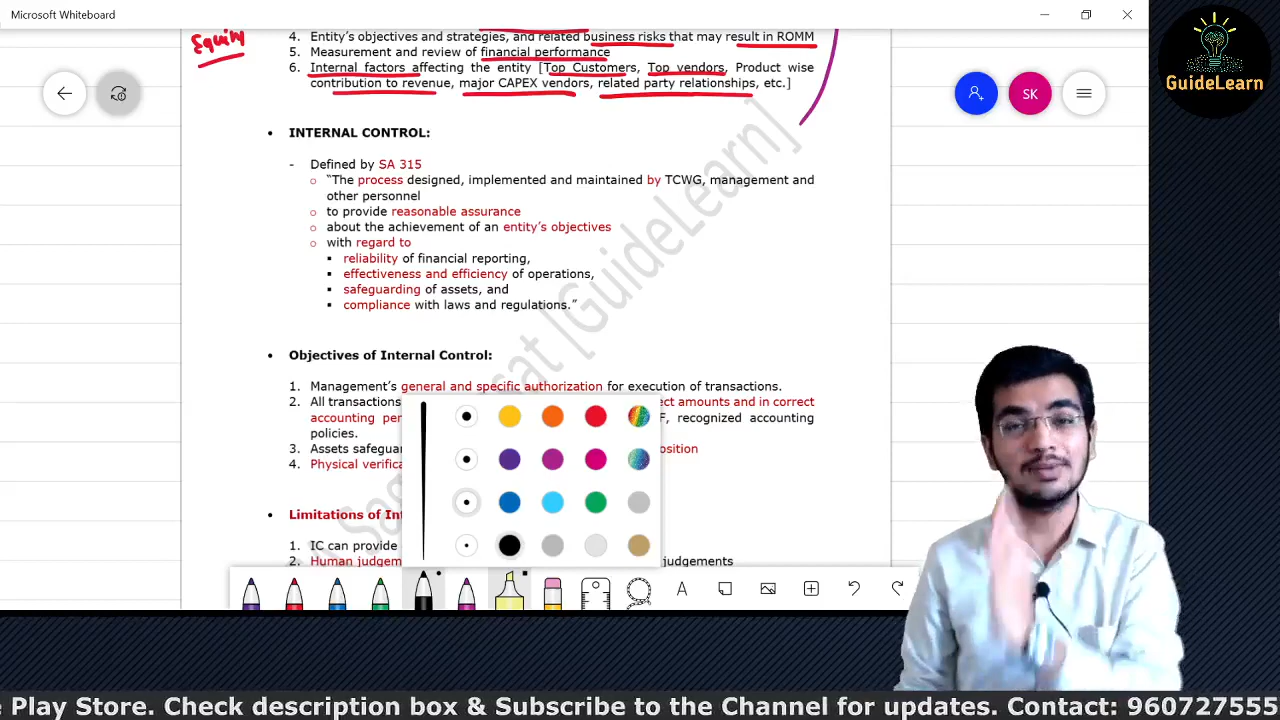 Microsoft Whiteboard
Equity
4. Entity's objectives and strategies, and related business risks that may result in ROMM
5. Measurement and review of financial performance
6. Internal factors affecting the entity [Top Customers, Top vendors, Product wise
contribution to revenue, major CAPEX vendors, related party relationships, etc.]
SK
GuideLearn
• INTERNAL CONTROL:
- Defined by SA 315
o "The process designed, implemented and maintained by TCWG, management and
other personnel
o to provide reasonable assurance
o about the achievement of an entity's objectives
o with regard to
▪ reliability of financial reporting,
▪ effectiveness and efficiency of operations,
▪ safeguarding of assets, and
▪ compliance with laws and regulations."
• Objectives of Internal Control:
1. Management's general and specific authorization for execution of transactions.
2. All transactions ect amounts and in correct
accounting per F, recognized accounting
policies.
3. Assets safegua osition
4. Physical verifica
• Limitations of Int
1. IC can provide
2. Human judgeme judgements
[GuideLearn]
A
e Play Store. Check description box & Subscribe to the Channel for updates. Contact: 960727555